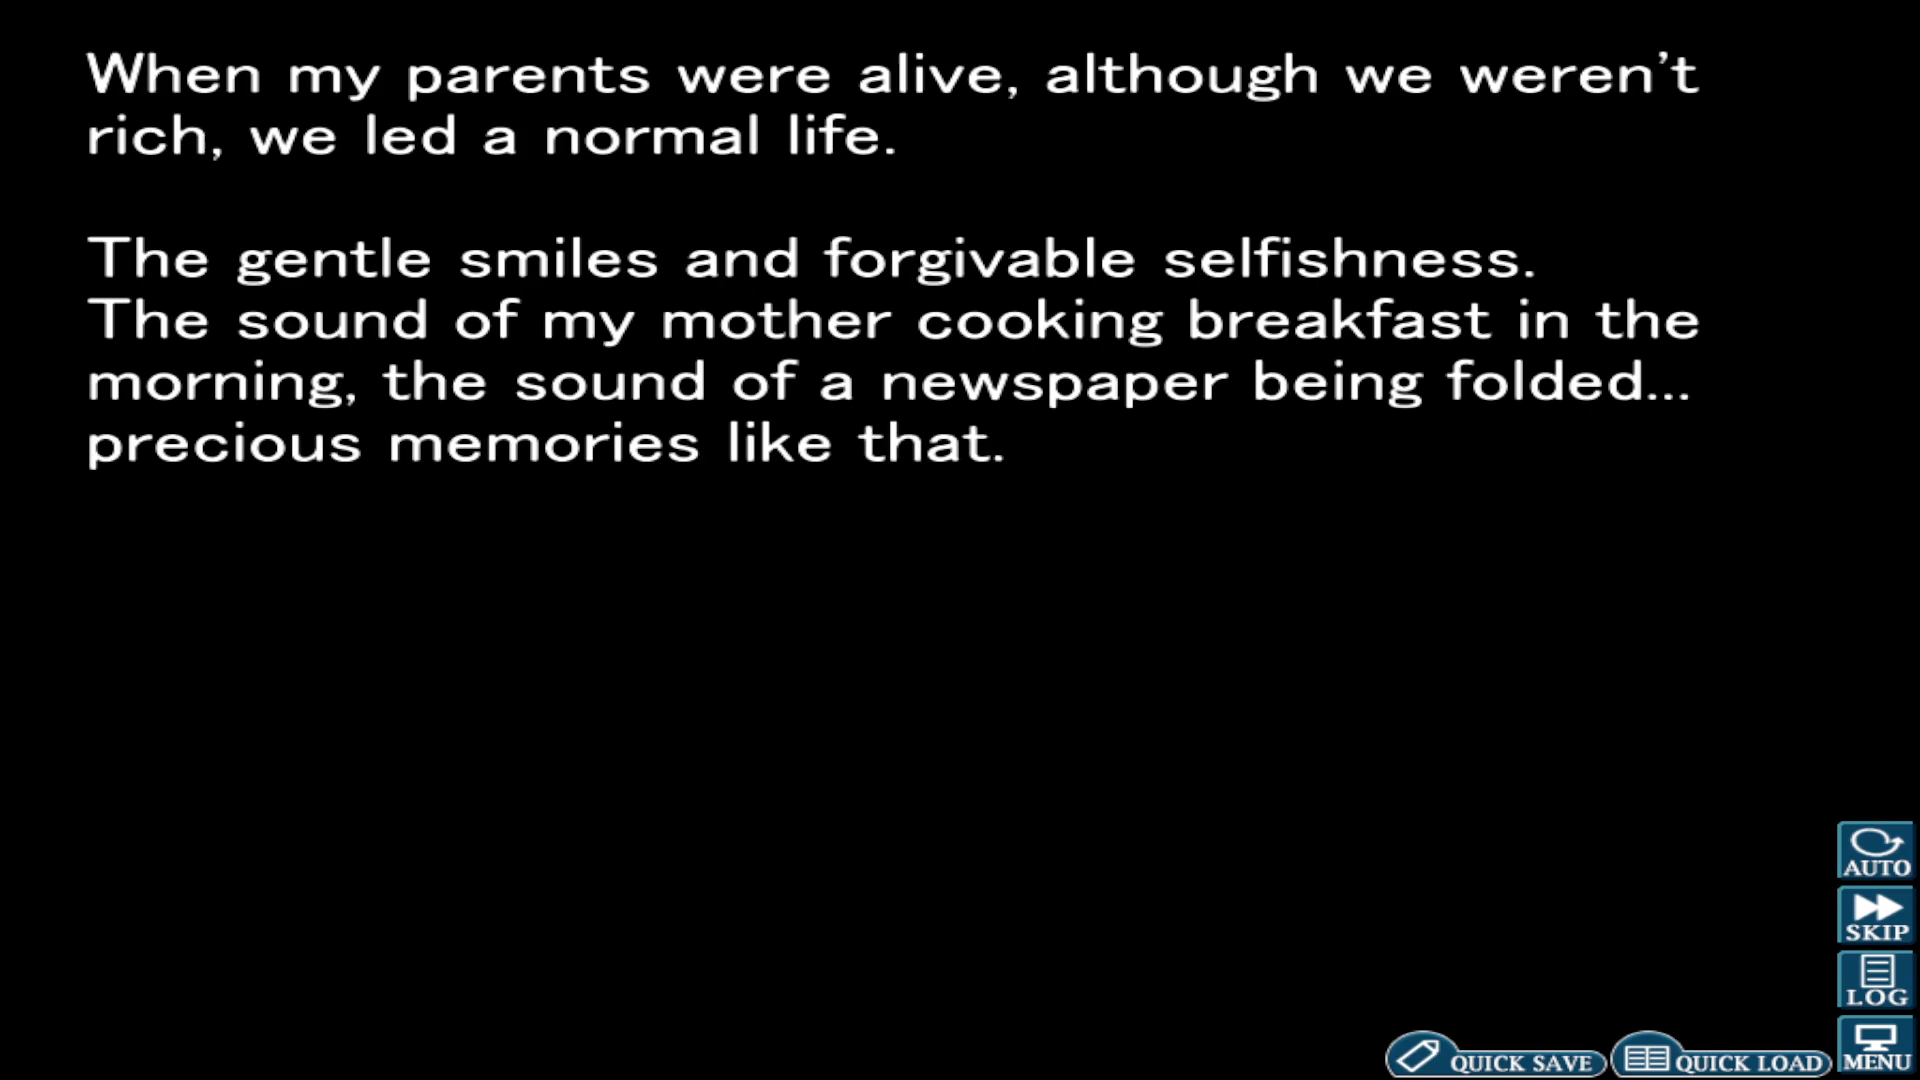 When my parents were alive, although we weren't
rich, we led a normal life.
The gentle smiles and forgivable selfishness.
The sound of my mother cooking breakfast in the
morning, the sound of a newspaper being folded...
precious memories like that.
AUTO
SKIP
LOG
MENU
QUICK SAVE
QUICK LOAD